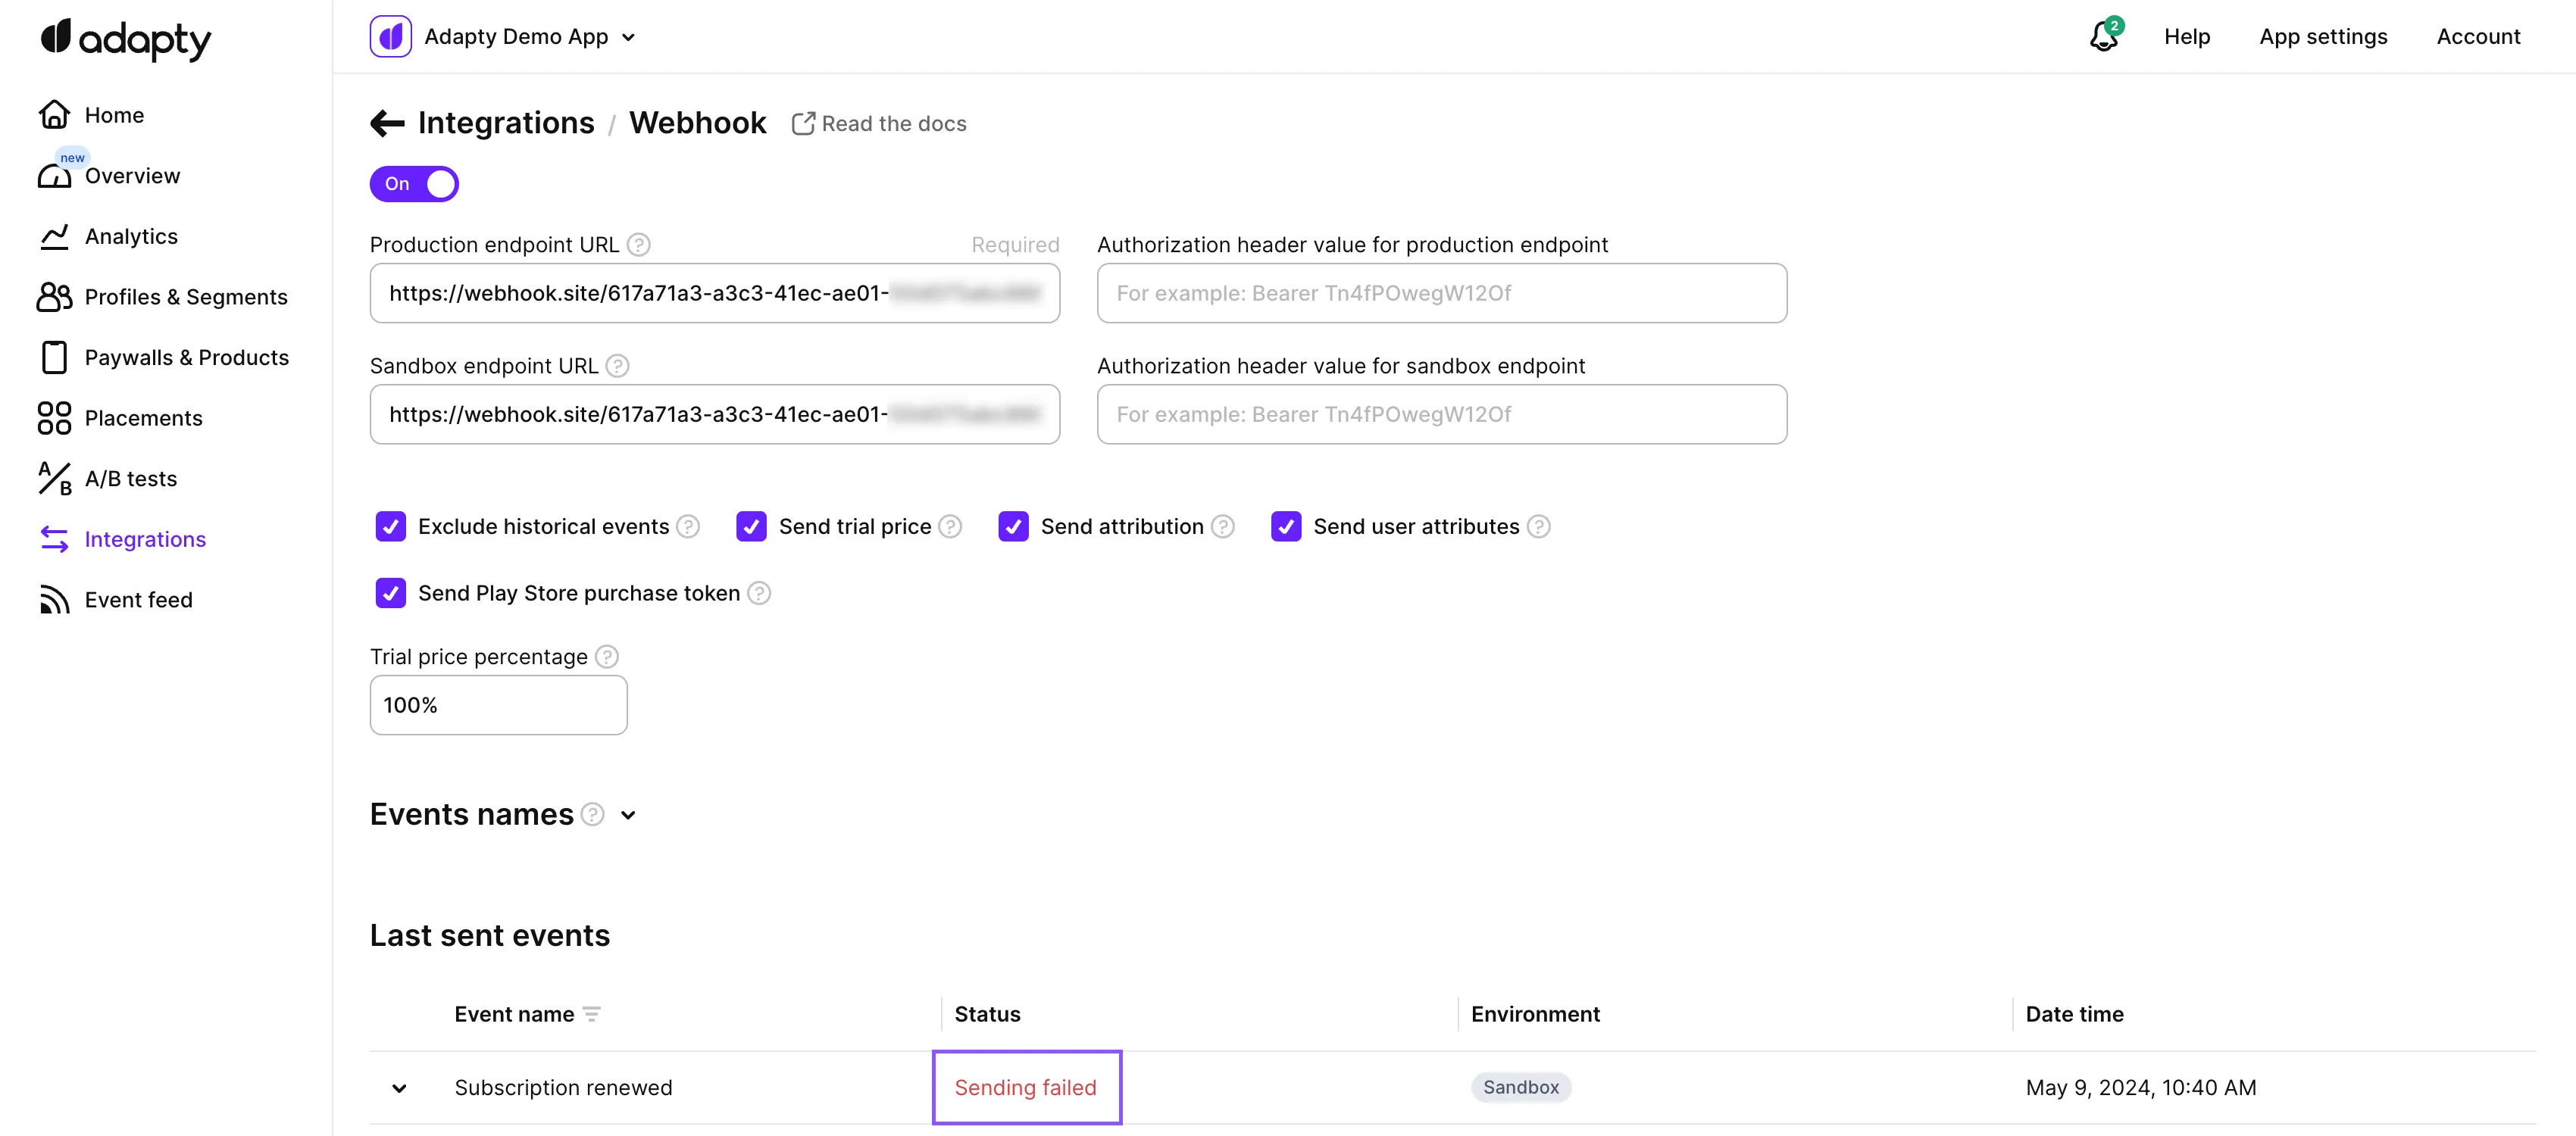 adapty
Adapty Demo App
2
Help
App settings
Account
Home
new
Overview
Analytics
Profiles & Segments
Paywalls & Products
Placements
A/B tests
Integrations
Event feed
Integrations / Webhook
Read the docs
On
Production endpoint URL ? Required
https://webhook.site/617a71a3-a3c3-41ec-ae01-
Authorization header value for production endpoint
For example: Bearer Tn4fPOwegW12Of
Sandbox endpoint URL ?
https://webhook.site/617a71a3-a3c3-41ec-ae01-
Authorization header value for sandbox endpoint
For example: Bearer Tn4fPOwegW12Of
Exclude historical events ? Send trial price ? Send attribution ? Send user attributes ?
Send Play Store purchase token ?
Trial price percentage ?
100%
Events names ?
Last sent events
Event name Status Environment Date time
Subscription renewed Sending failed Sandbox May 9, 2024, 10:40 AM